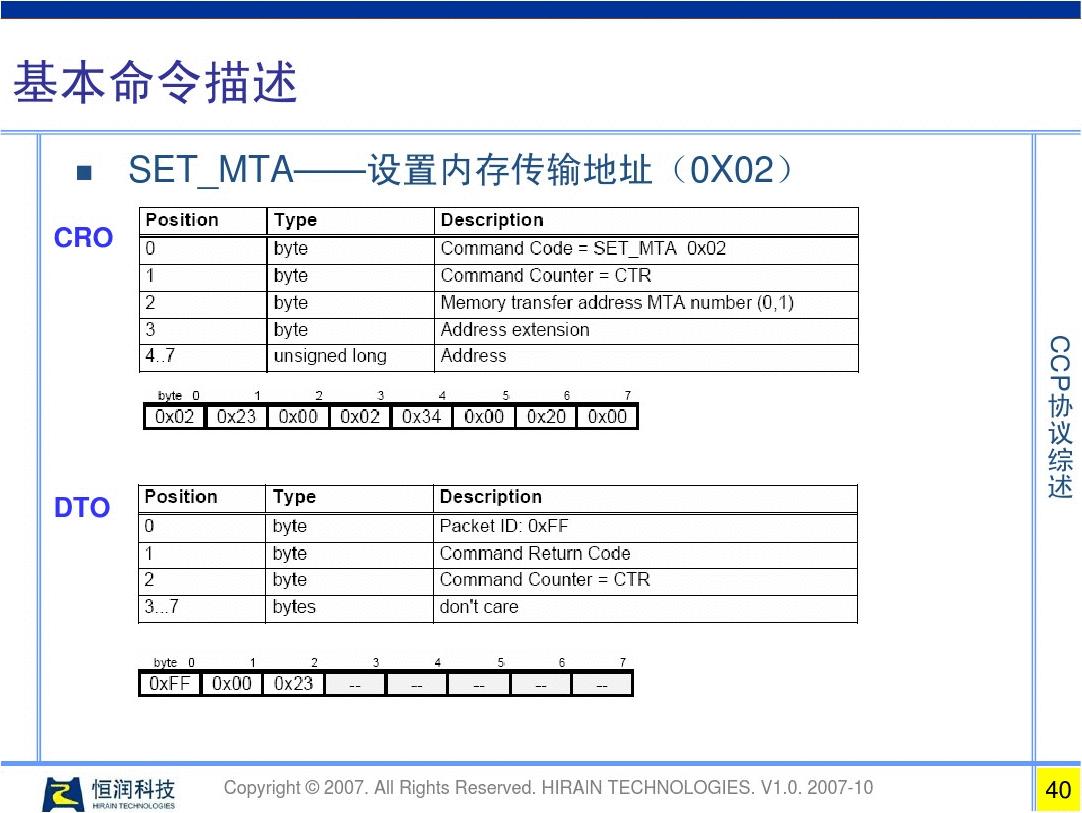 基本命令描述
■ SET_MTA——设置内存传输地址（0X02）
CRO
Position Type Description
0 byte Command Code = SET_MTA 0x02
1 byte Command Counter = CTR
2 byte Memory transfer address MTA number (0,1)
3 byte Address extension
4..7 unsigned long Address
byte 0 1 2 3 4 5 6 7
0x02 0x23 0x00 0x02 0x34 0x00 0x20 0x00
DTO
Position Type Description
0 byte Packet ID: 0xFF
1 byte Command Return Code
2 byte Command Counter = CTR
3...7 bytes don't care
byte 0 1 2 3 4 5 6 7
0xFF 0x00 0x23 -- -- -- -- --
CCP协议综述
恒润科技
HIRAIN TECHNOLOGIES
Copyright © 2007. All Rights Reserved. HIRAIN TECHNOLOGIES. V1.0. 2007-10
40